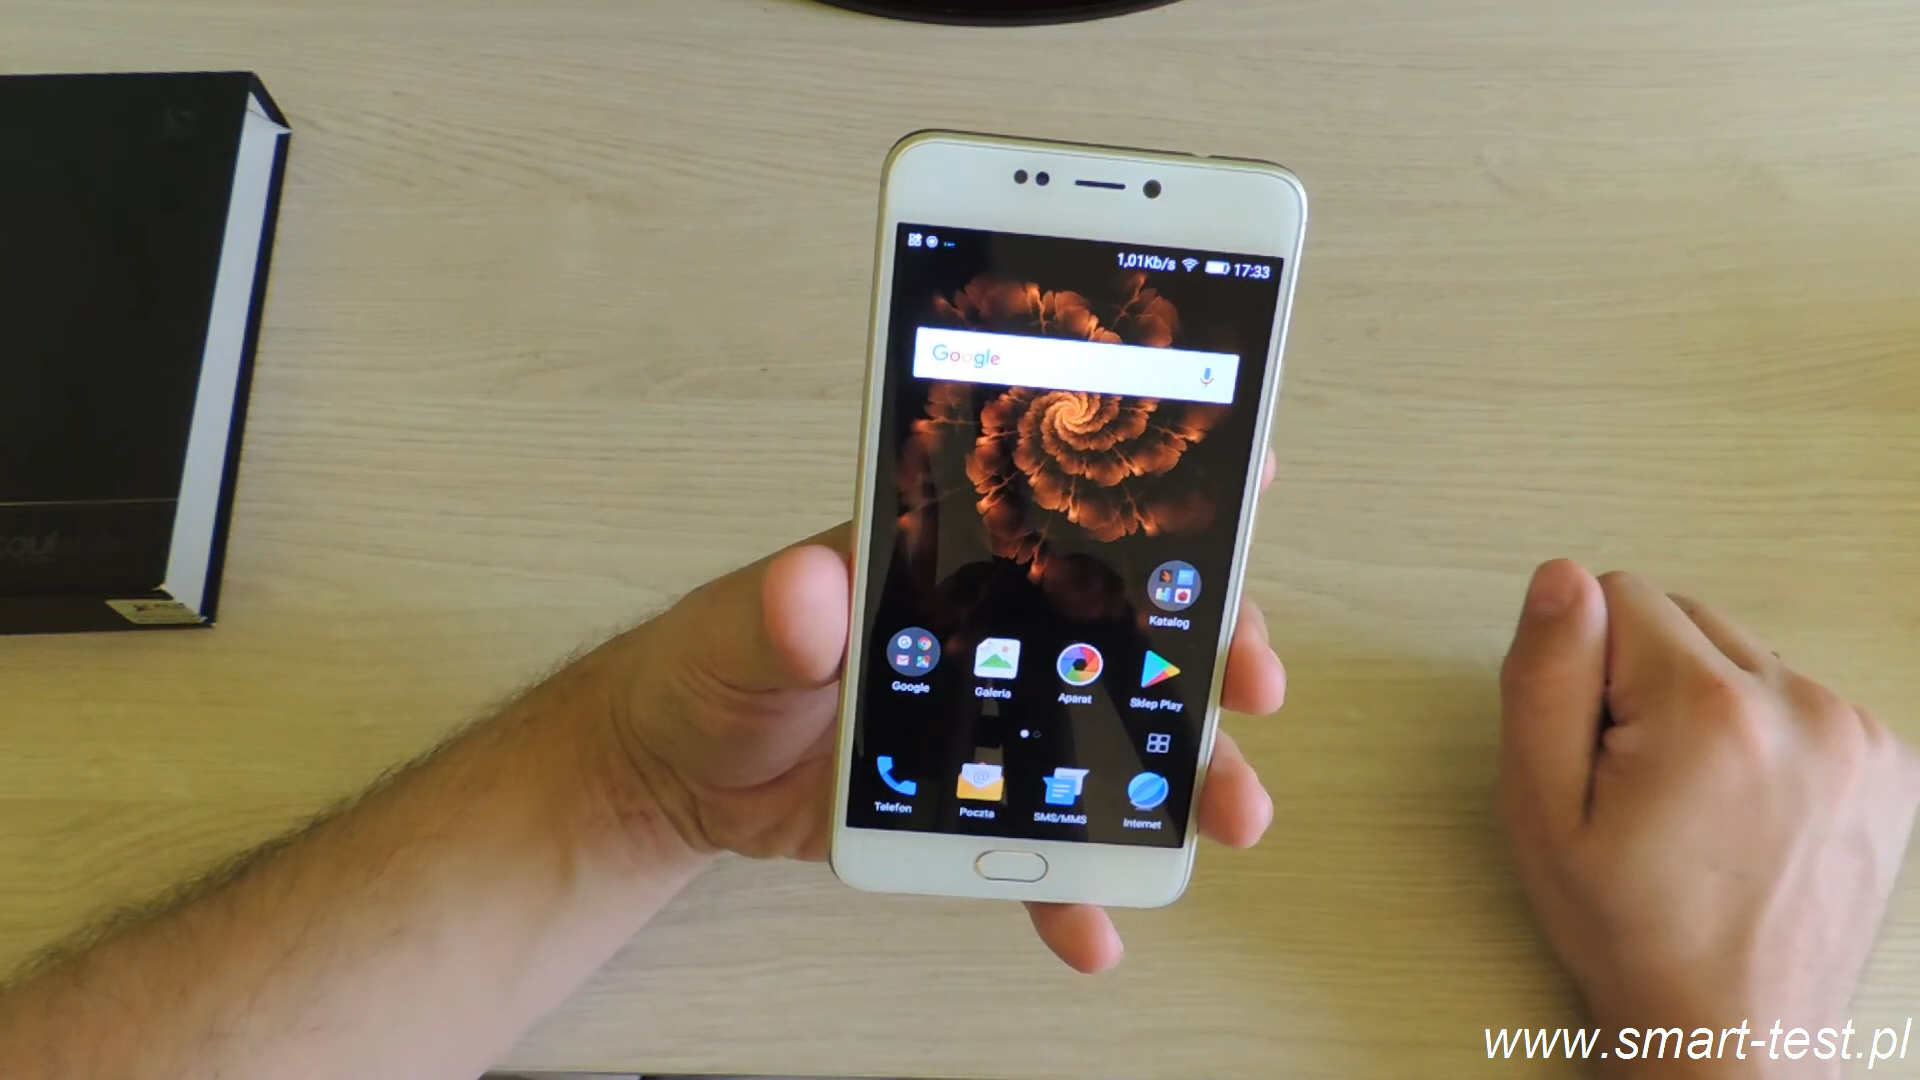 1,01Kb/s 17:33
Google
Katalog
Google Galeria Aparat Sklep Play
Telefon Poczta SMS/MMS Internet
www.smart-test.pl